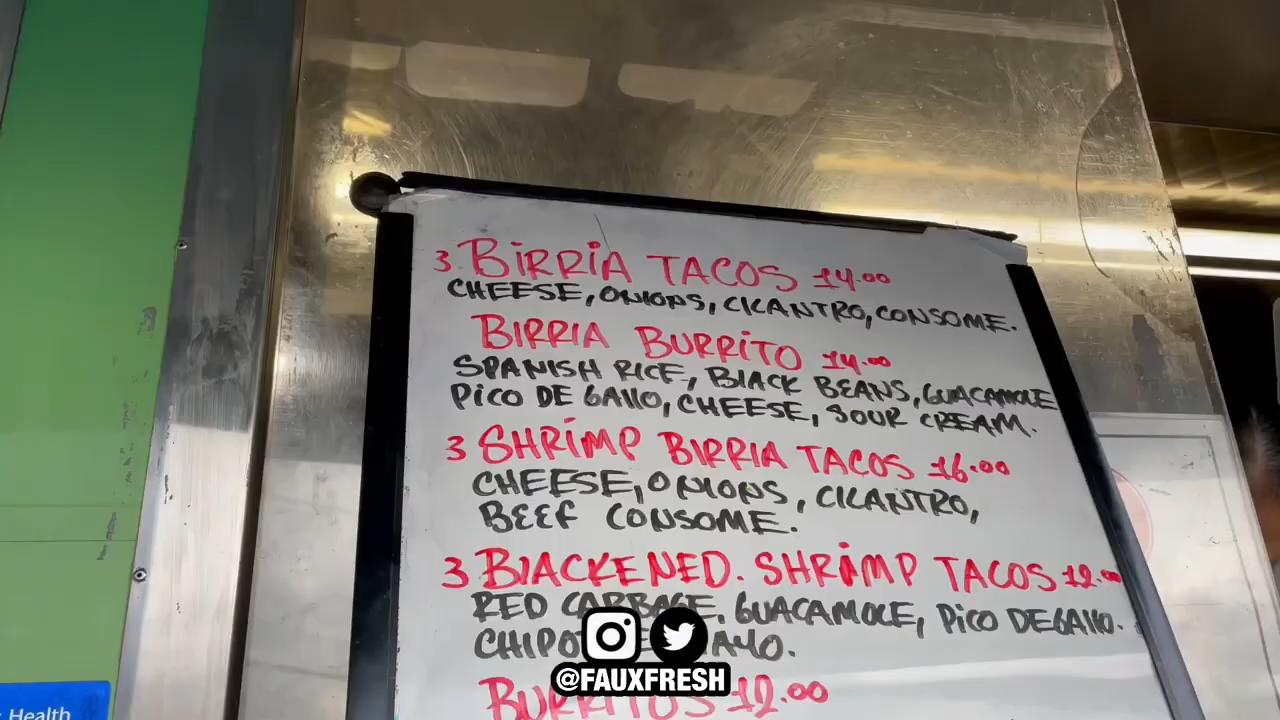 3 BIRRIA TACOS 14.00
CHEESE, ONIONS, CILANTRO, CONSOME.
BIRRIA BURRITO 14.00
SPANISH RICE, BLACK BEANS, GUACAMOLE
PICO DE GALLO, CHEESE, SOUR CREAM.
3 SHRIMP BIRRIA TACOS 16.00
CHEESE, ONIONS, CILANTRO,
BEEF CONSOME.
3 BLACKENED. SHRIMP TACOS 12.00
RED CABBAGE, GUACAMOLE, PICO DE GALLO.
BURRITOS 12.00
@FAUXFRESH
Health